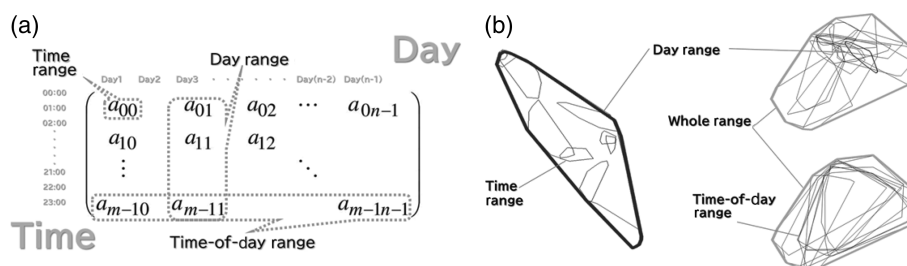 (a)
Time
range
Day range
Day
Day1 Day2 Day3 · · · · · · · Day(n-2) Day(n-1)
00:00
01:00
02:00
21:00
22:00
23:00
a00 a01 a02 ··· a0n−1
a10 a11 a12
am−10 am−11 am−1n−1
Time
Time-of-day range
(b)
Day range
Whole range
Time
range
Time-of-day
range